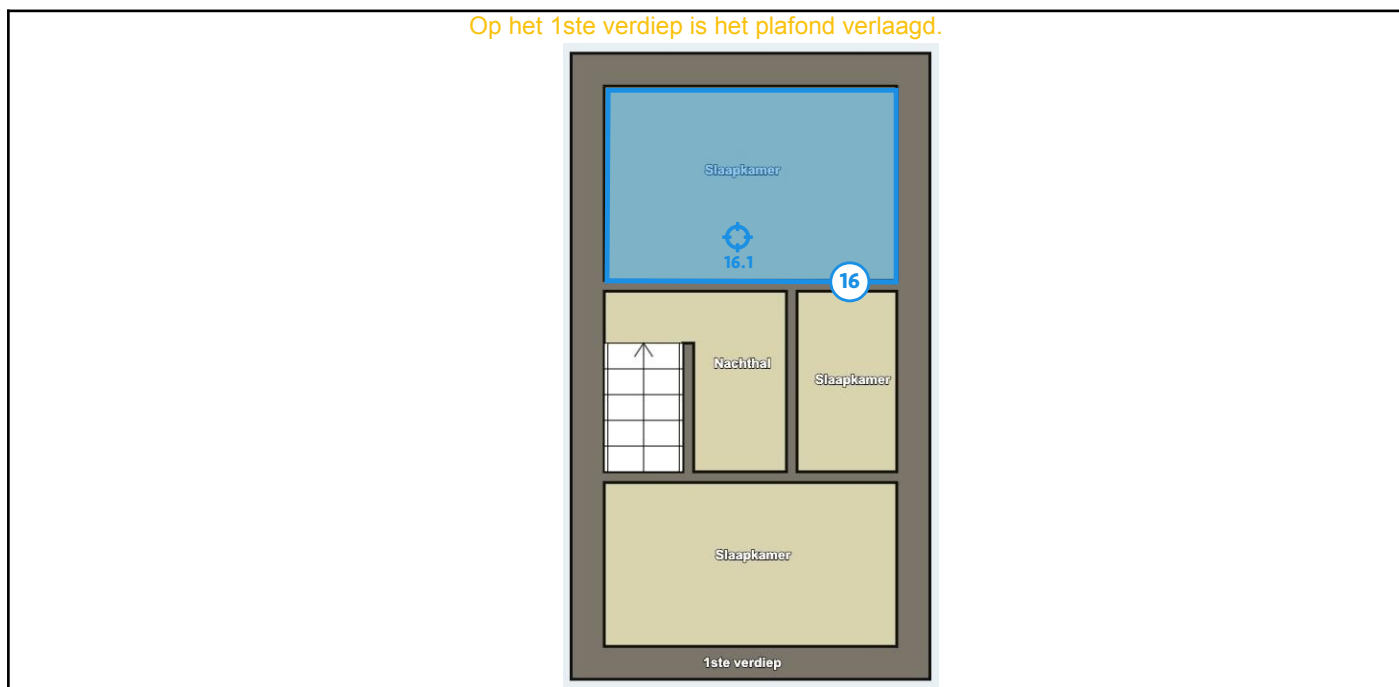 Op het 1ste verdiep is het plafond verlaagd.
Slaapkamer
16.1
16
Nachthal
Slaapkamer
Slaapkamer
1ste verdiep